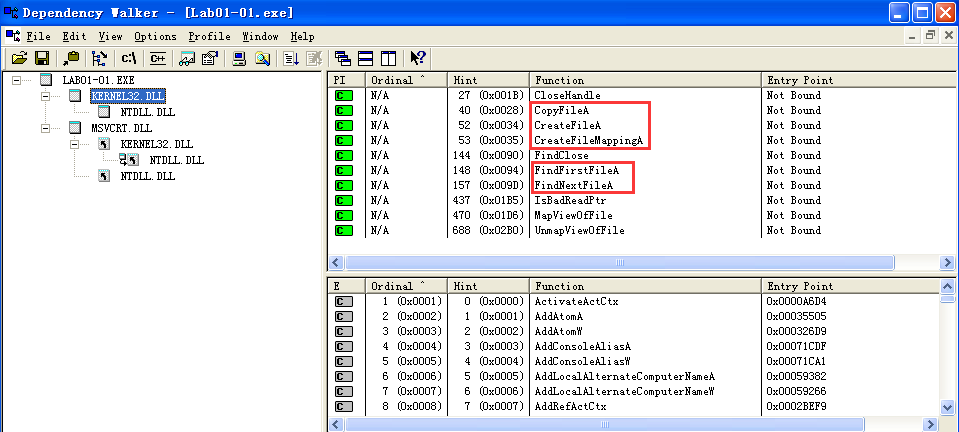 Dependency Walker - [Lab01-01.exe]
File Edit View Options Profile Window Help
C:\ C++
LAB01-01.EXE
KERNEL32.DLL
NTDLL.DLL
MSVCRT.DLL
KERNEL32.DLL
NTDLL.DLL
NTDLL.DLL
PI Ordinal ^ Hint Function Entry Point
C N/A 27 (0x001B) CloseHandle Not Bound
C N/A 40 (0x0028) CopyFileA Not Bound
C N/A 52 (0x0034) CreateFileA Not Bound
C N/A 53 (0x0035) CreateFileMappingA Not Bound
C N/A 144 (0x0090) FindClose Not Bound
C N/A 148 (0x0094) FindFirstFileA Not Bound
C N/A 157 (0x009D) FindNextFileA Not Bound
C N/A 437 (0x01B5) IsBadReadPtr Not Bound
C N/A 470 (0x01D6) MapViewOfFile Not Bound
C N/A 688 (0x02B0) UnmapViewOfFile Not Bound
E Ordinal ^ Hint Function Entry Point
C 1 (0x0001) 0 (0x0000) ActivateActCtx 0x0000A6D4
C 2 (0x0002) 1 (0x0001) AddAtomA 0x00035505
C 3 (0x0003) 2 (0x0002) AddAtomW 0x000326D9
C 4 (0x0004) 3 (0x0003) AddConsoleAliasA 0x00071CDF
C 5 (0x0005) 4 (0x0004) AddConsoleAliasW 0x00071CA1
C 6 (0x0006) 5 (0x0005) AddLocalAlternateComputerNameA 0x00059382
C 7 (0x0007) 6 (0x0006) AddLocalAlternateComputerNameW 0x00059266
C 8 (0x0008) 7 (0x0007) AddRefActCtx 0x0002BEF9